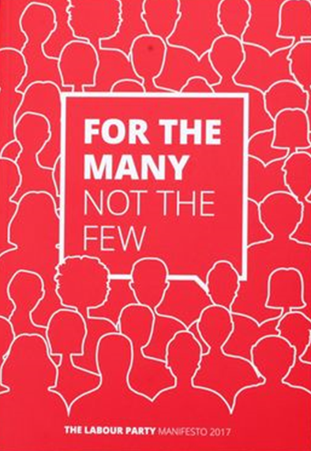 FOR THE
MANY
NOT THE
FEW
THE LABOUR PARTY MANIFESTO 2017